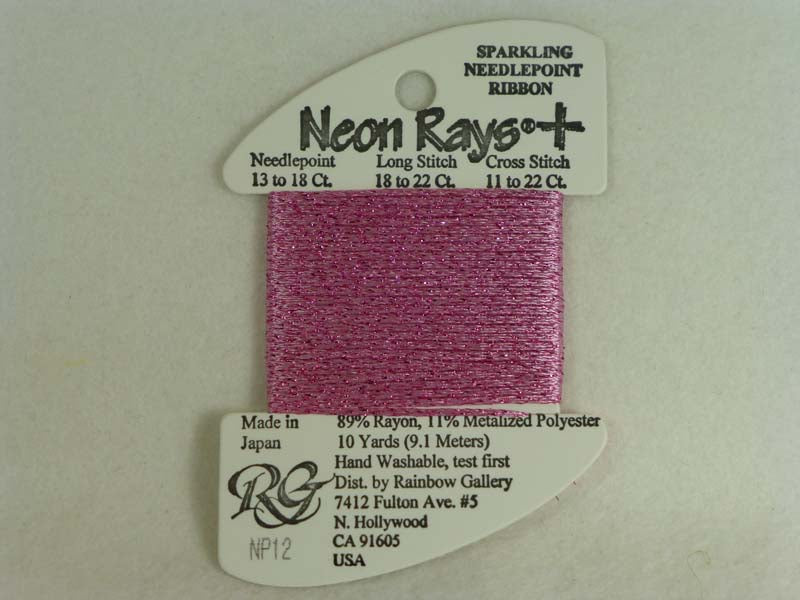 SPARKLING
NEEDLEPOINT
RIBBON
Neon Rays®+
Needlepoint Long Stitch Cross Stitch
13 to 18 Ct. 18 to 22 Ct. 11 to 22 Ct.
Made in
Japan
89% Rayon, 11% Metalized Polyester
10 Yards (9.1 Meters)
Hand Washable, test first
Dist. by Rainbow Gallery
7412 Fulton Ave. #5
N. Hollywood
CA 91605
USA
RG
NP12